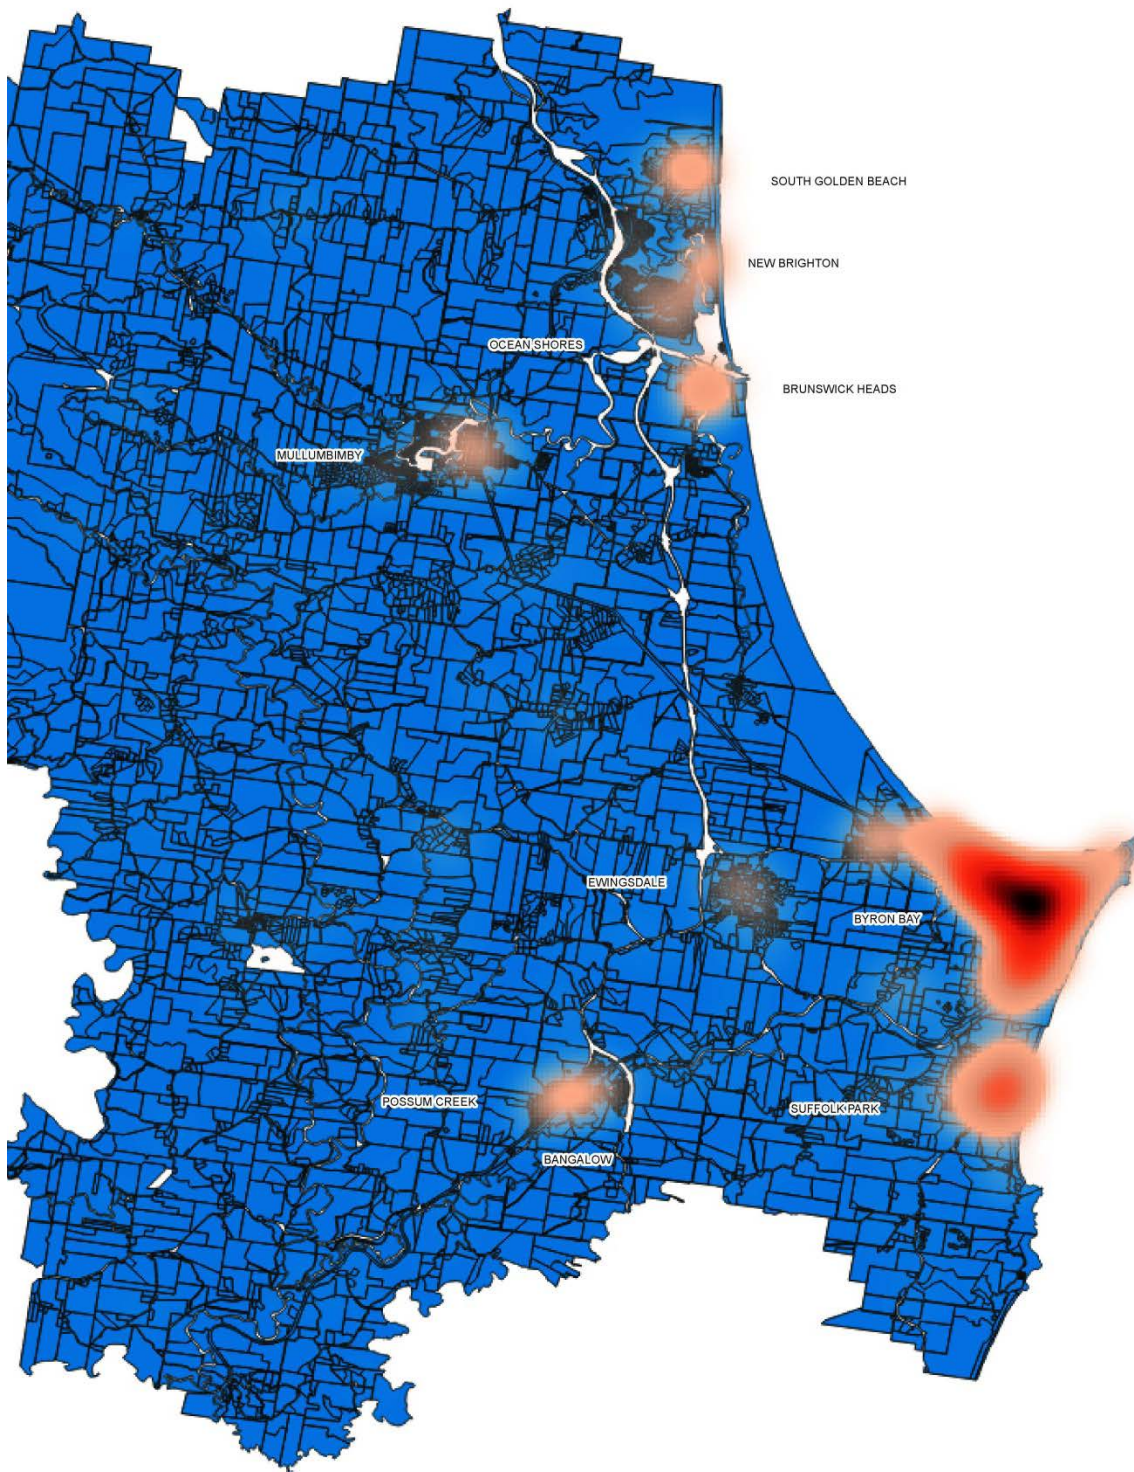 SOUTH GOLDEN BEACH
NEW BRIGHTON
OCEAN SHORES
BRUNSWICK HEADS
MULLUMBIMBY
EWINGSDALE
BYRON BAY
POSSUM CREEK
SUFFOLK PARK
BANGALOW